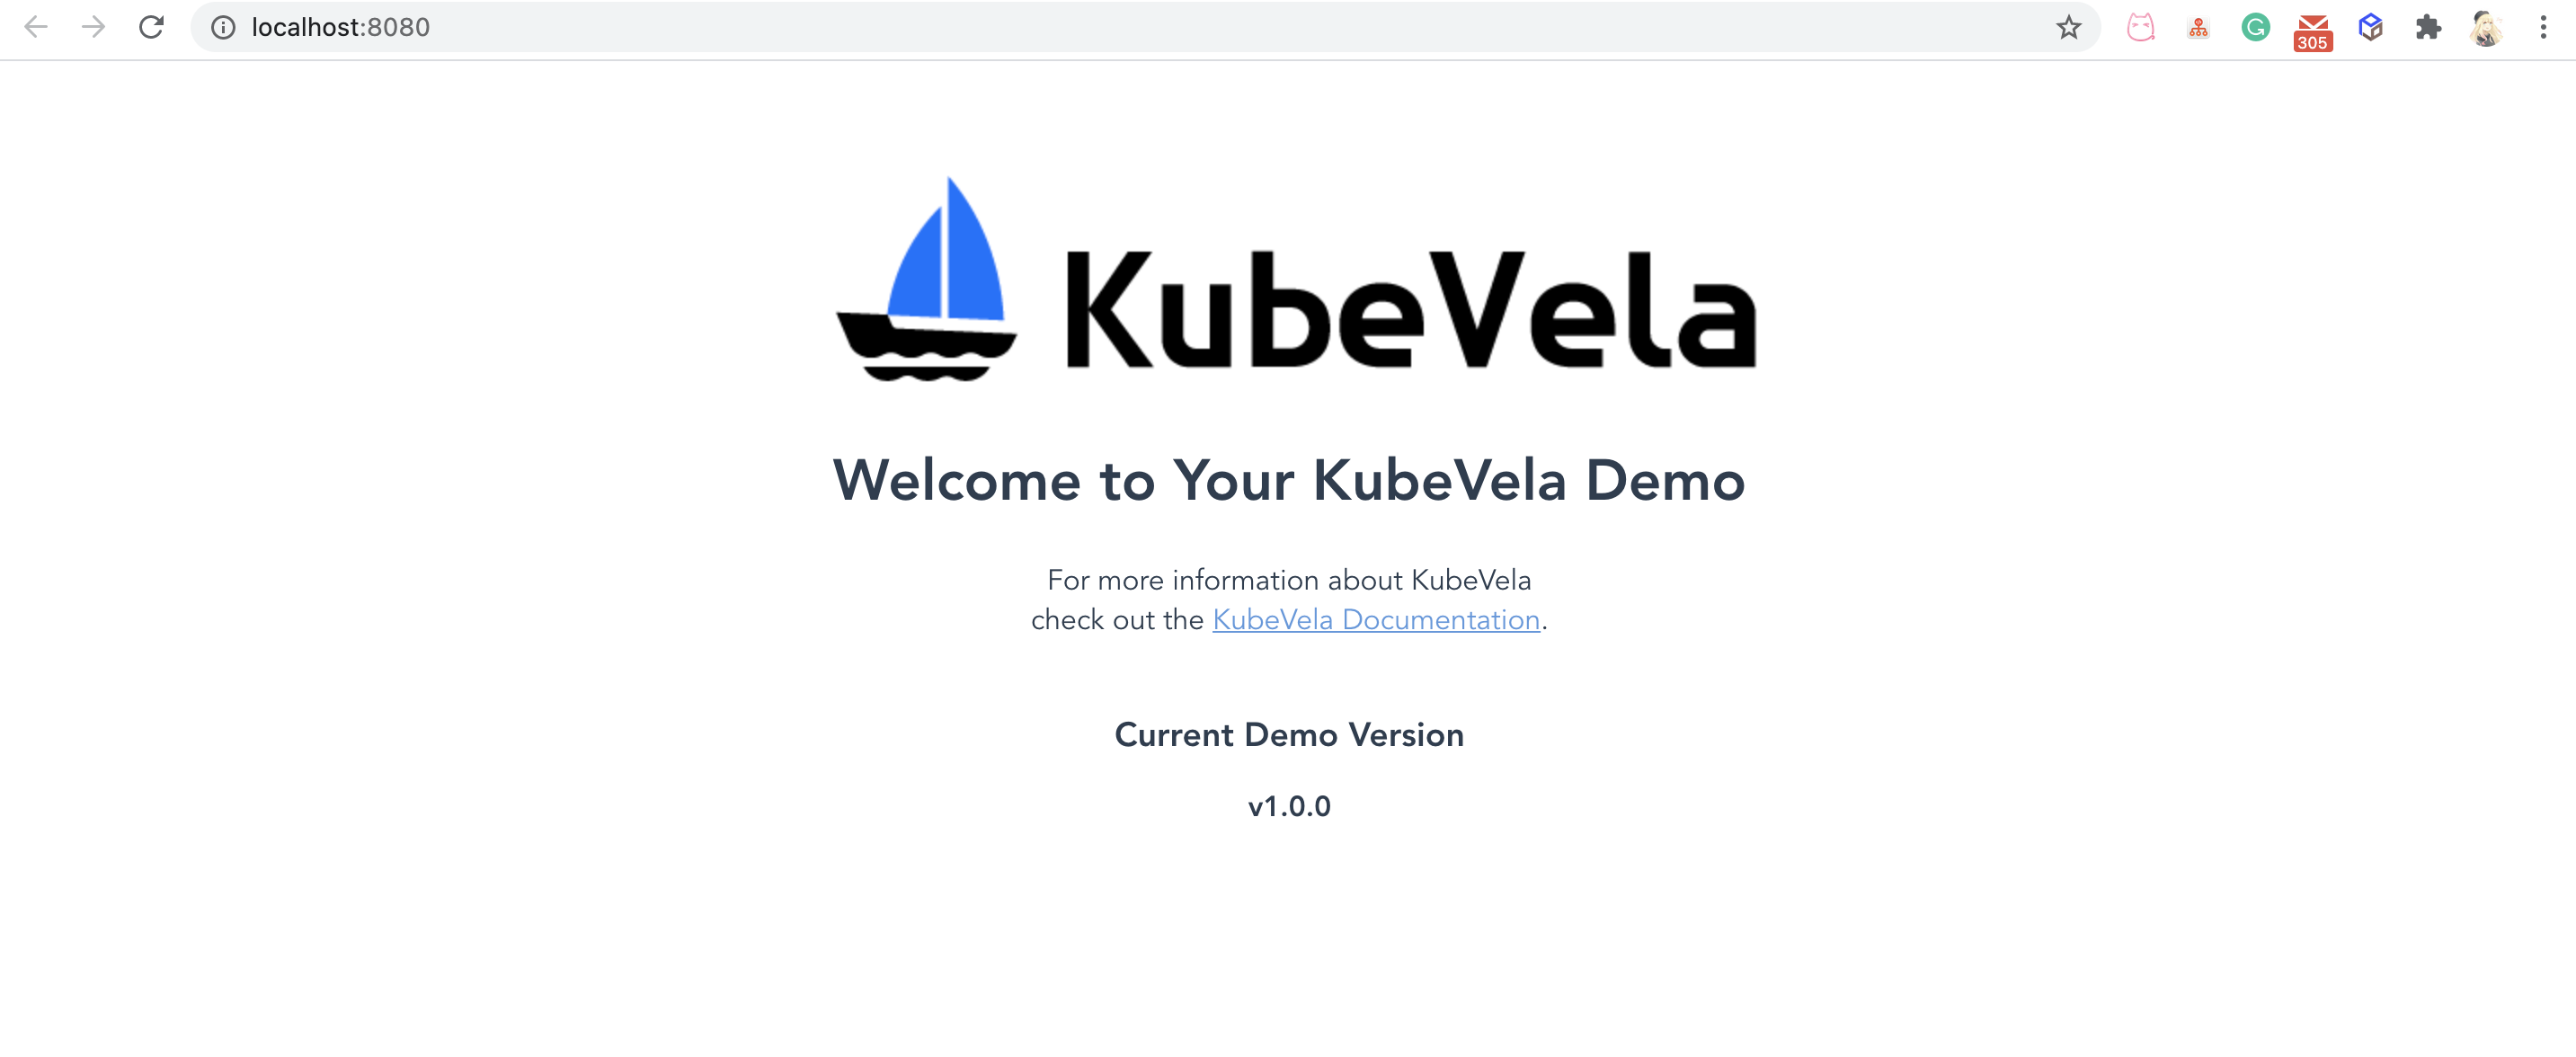 localhost:8080
305
KubeVela
Welcome to Your KubeVela Demo
For more information about KubeVela
check out the KubeVela Documentation.
Current Demo Version
v1.0.0